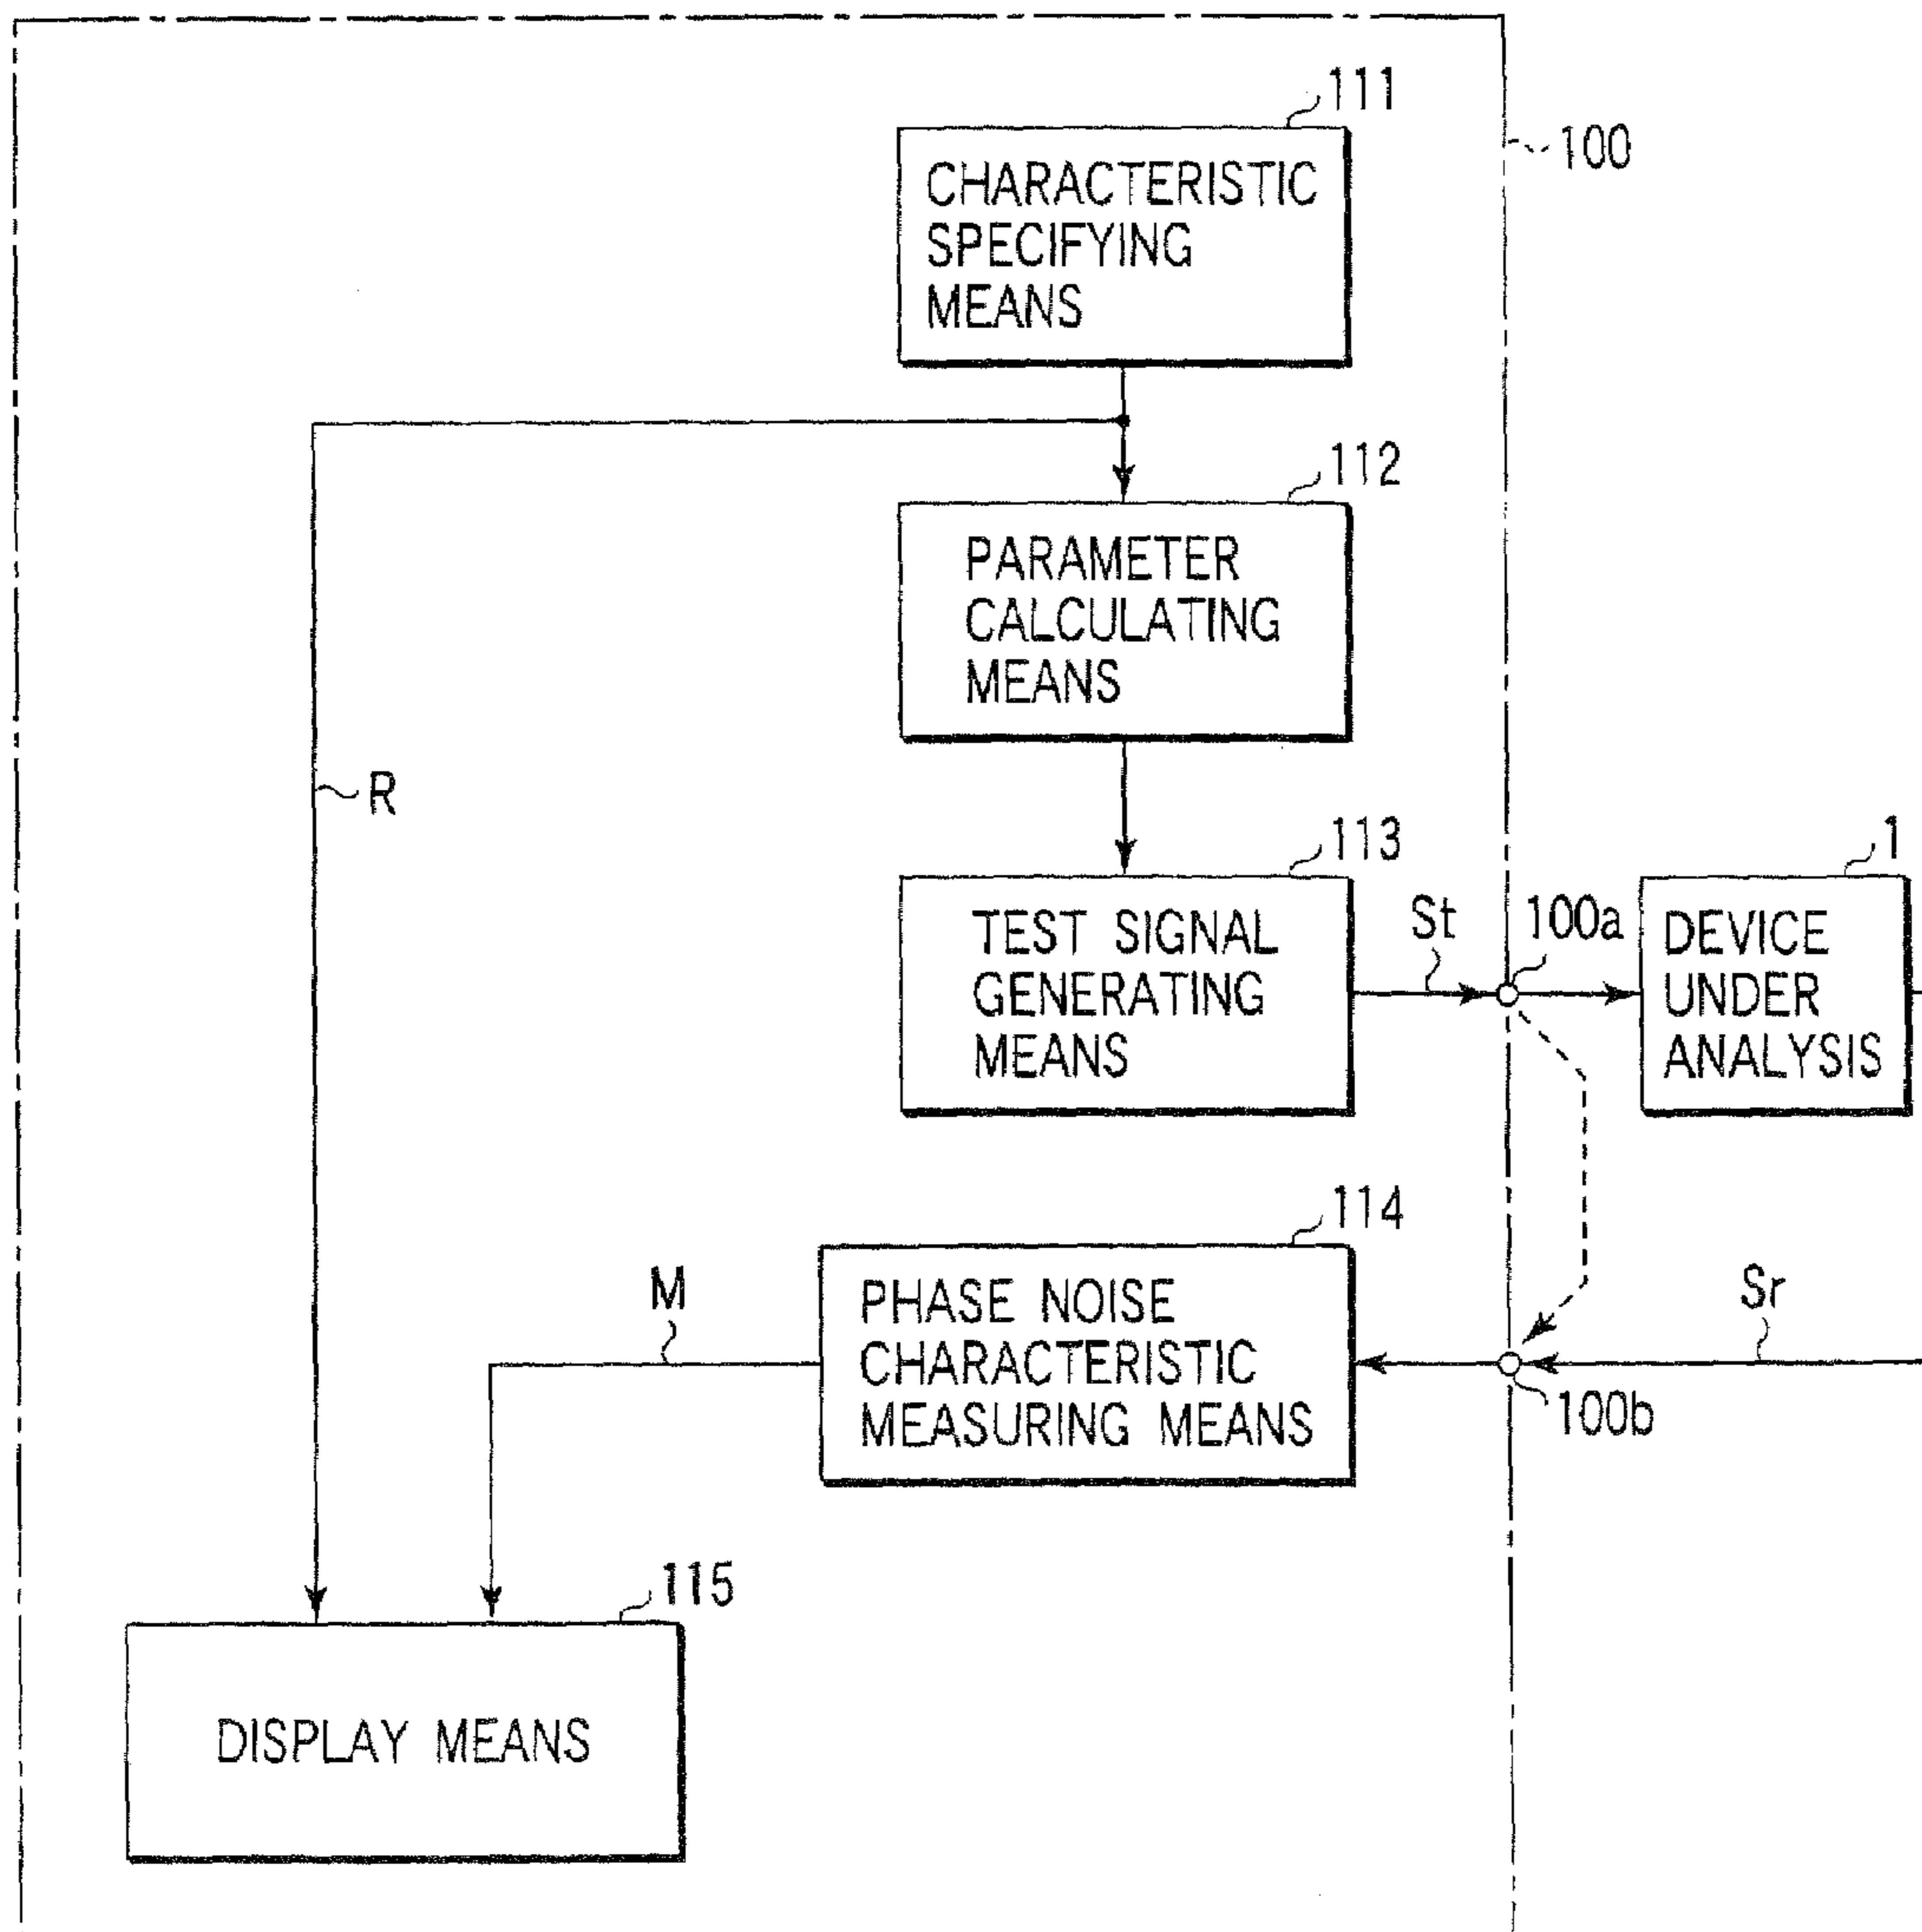 111
100
CHARACTERISTIC
SPECIFYING
MEANS
112
PARAMETER
CALCULATING
MEANS
R
113
1
TEST SIGNAL
GENERATING
MEANS
St
100a
DEVICE
UNDER
ANALYSIS
114
M
PHASE NOISE
CHARACTERISTIC
MEASURING MEANS
Sr
100b
115
DISPLAY MEANS